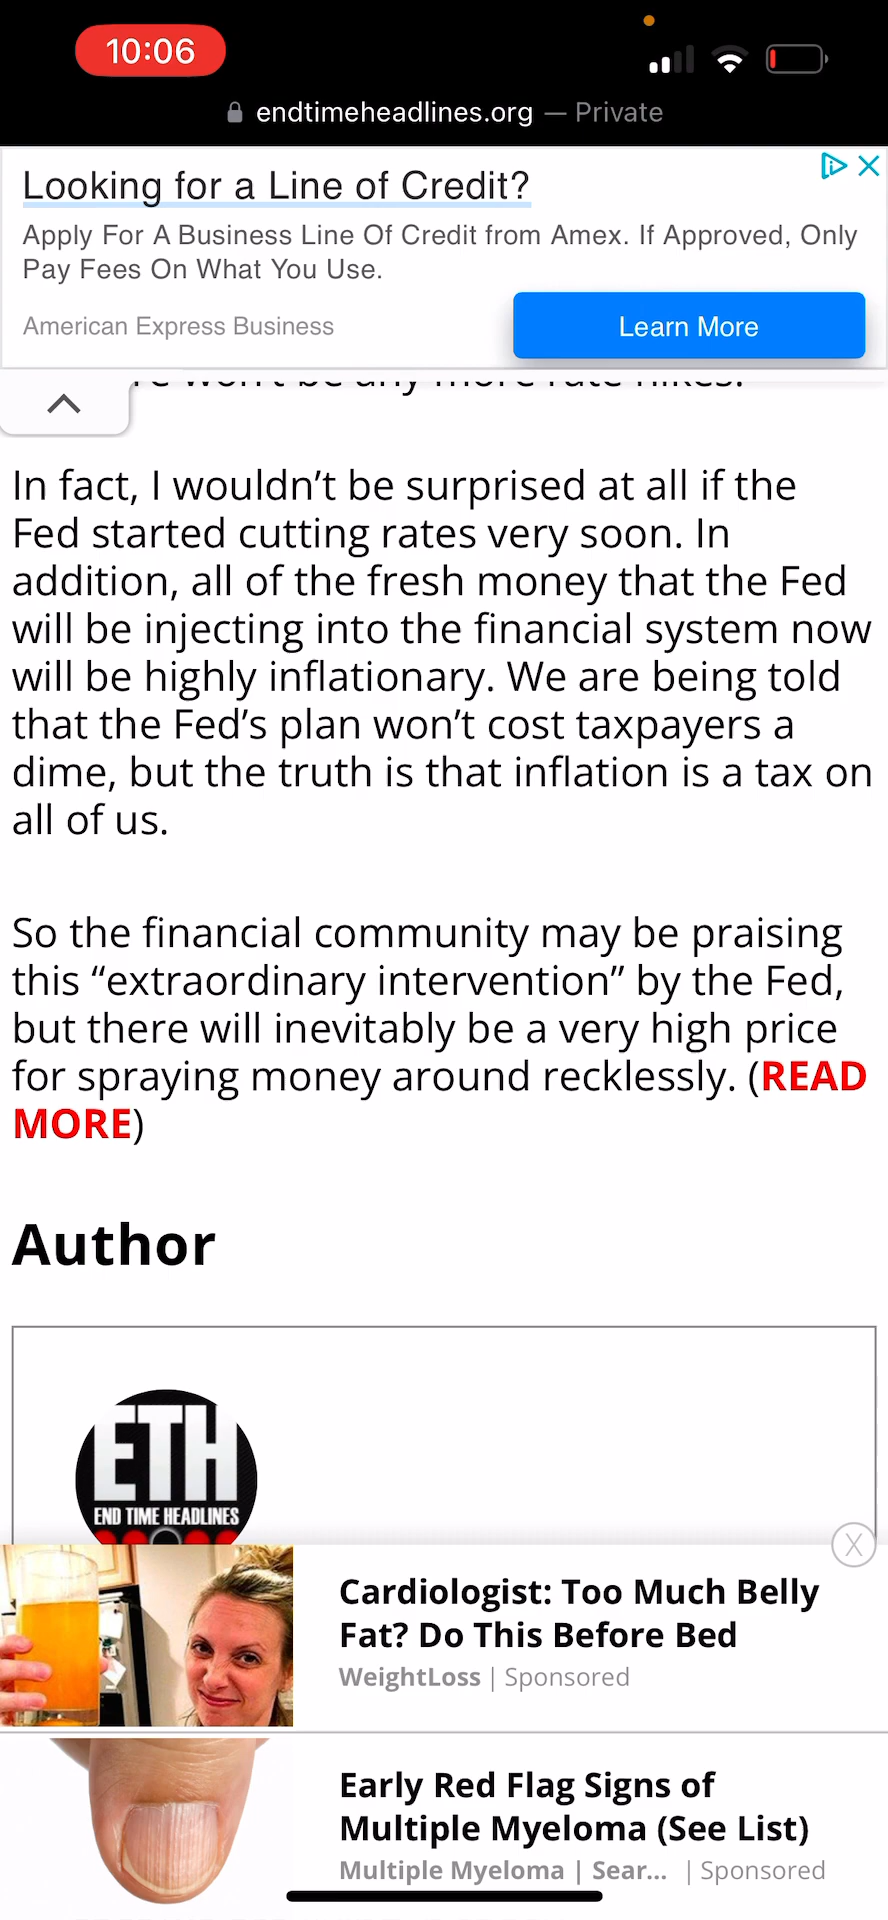 10:06
endtimeheadlines.org — Private
Looking for a Line of Credit?
Apply For A Business Line Of Credit from Amex. If Approved, Only
Pay Fees On What You Use.
American Express Business
Learn More
won't be any more rate hikes.
In fact, I wouldn't be surprised at all if the
Fed started cutting rates very soon. In
addition, all of the fresh money that the Fed
will be injecting into the financial system now
will be highly inflationary. We are being told
that the Fed's plan won't cost taxpayers a
dime, but the truth is that inflation is a tax on
all of us.
So the financial community may be praising
this “extraordinary intervention” by the Fed,
but there will inevitably be a very high price
for spraying money around recklessly. (READ
MORE)
Author
ETH
END TIME HEADLINES
X
Cardiologist: Too Much Belly
Fat? Do This Before Bed
WeightLoss | Sponsored
Early Red Flag Signs of
Multiple Myeloma (See List)
Multiple Myeloma | Sear... | Sponsored